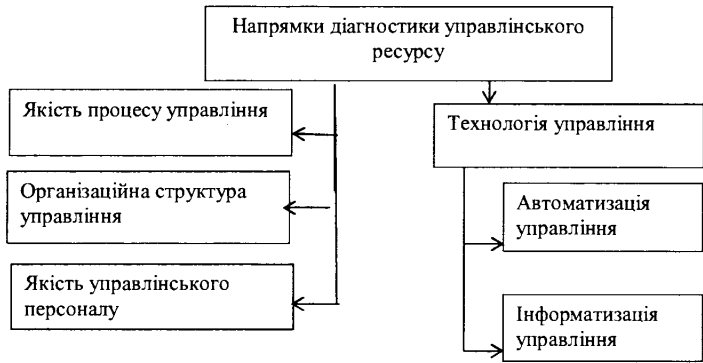 Напрямки діагностики управлінського
ресурсу
Якість процесу управління
Технологія управління
Організаційна структура
управління
Автоматизація
управління
Якість управлінського
персоналу
Інформатизація
управління